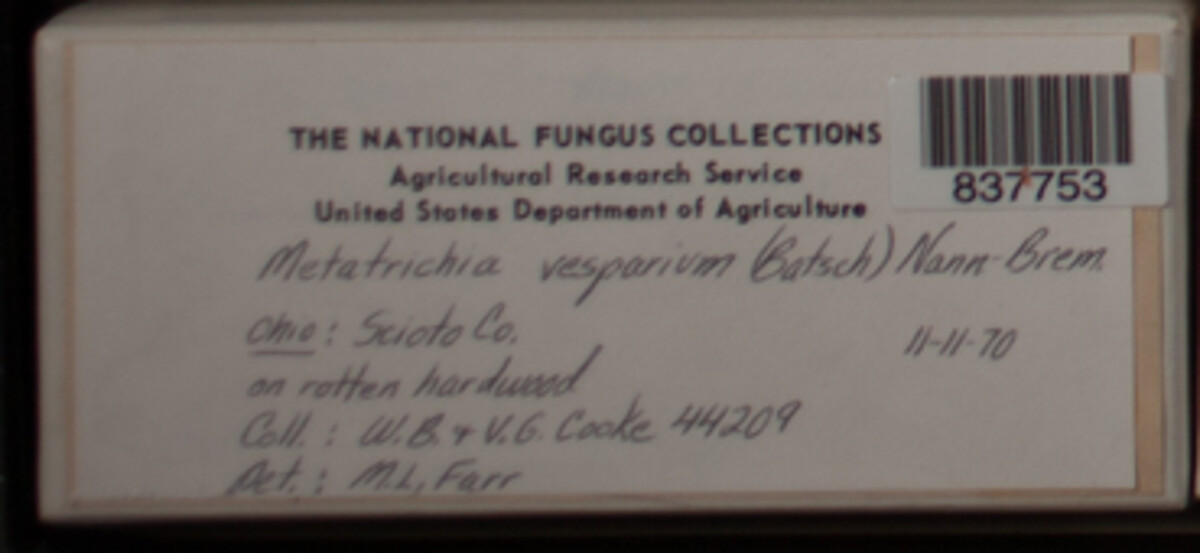 THE NATIONAL FUNGUS COLLECTIONS
Agricultural Research Service
United States Department of Agriculture
837753
Metatrichia vesparium (Batsch) Nann-Brem.
Ohio: Scioto Co. 11-11-70
on rotten hardwood
Coll.: W.B. & V.G. Cooke 44209
Det.: M.L. Farr